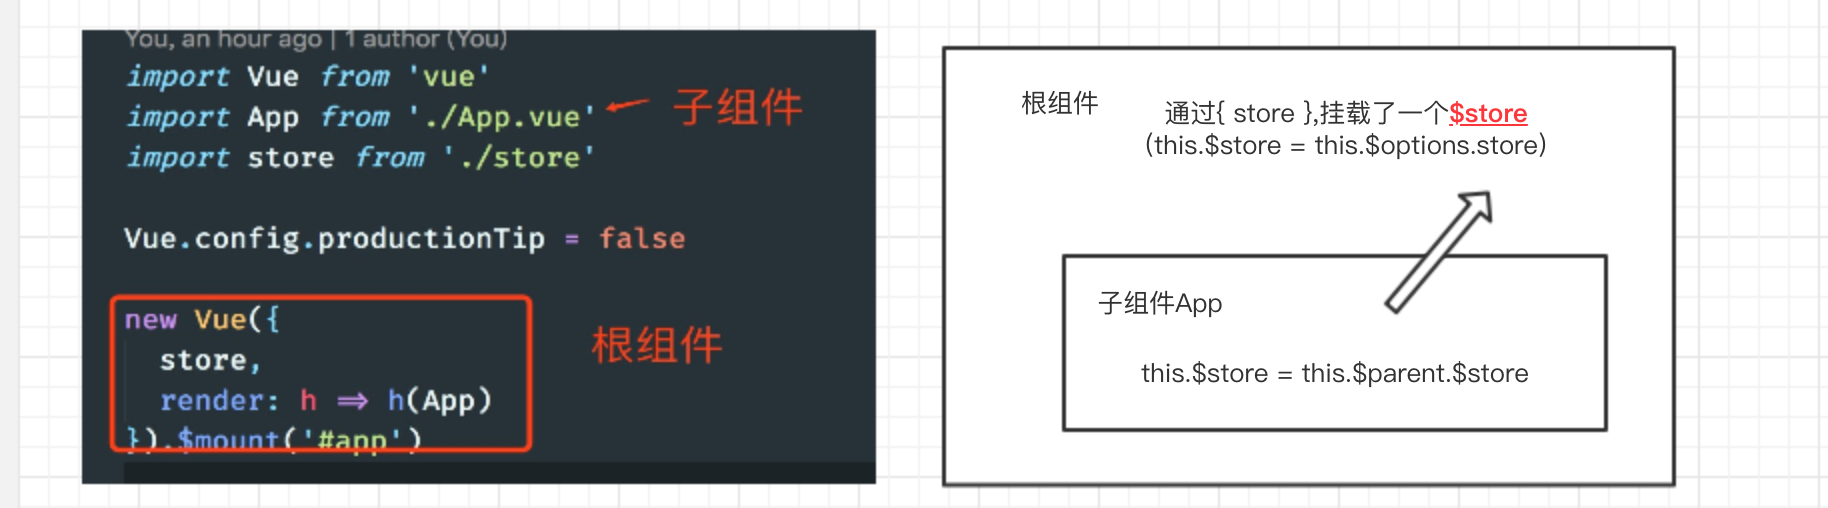 You, an hour ago | 1 author (You)
import Vue from 'vue'
import App from './App.vue'
子组件
import store from './store'
Vue.config.productionTip = false
new Vue({
store,
render: h => h(App)
}).$mount('#app')
根组件
根组件
通过{ store },挂载了一个$store
(this.$store = this.$options.store)
子组件App
this.$store = this.$parent.$store